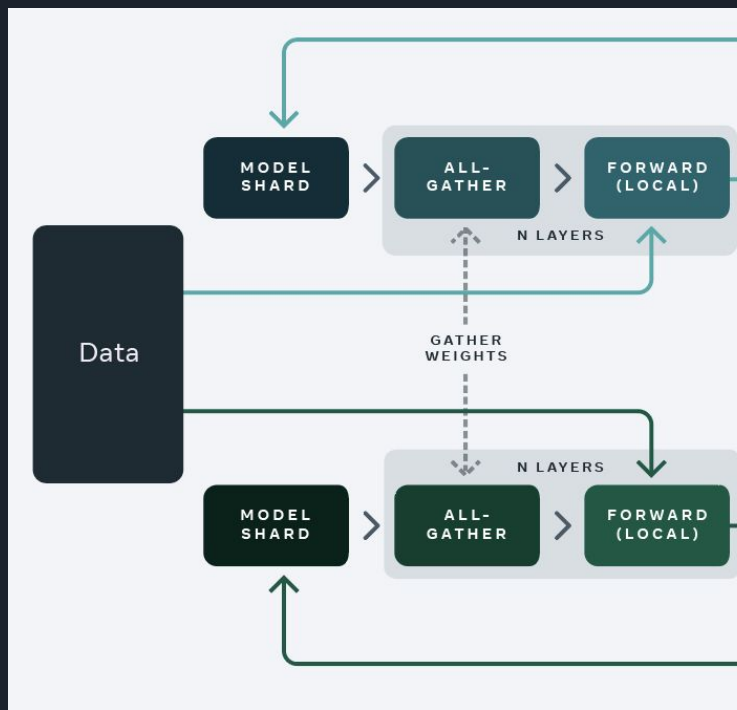 MODEL
SHARD
ALL-
GATHER
FORWARD
(LOCAL)
N LAYERS
Data
GATHER
WEIGHTS
N LAYERS
MODEL
SHARD
ALL-
GATHER
FORWARD
(LOCAL)